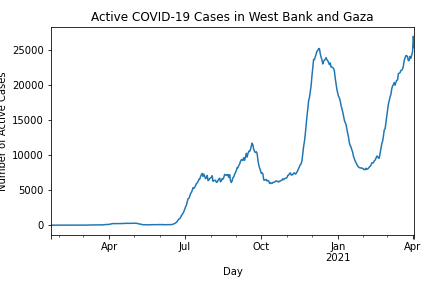 Active COVID-19 Cases in West Bank and Gaza
Number of Active Cases
25000
20000
15000
10000
5000
0
Apr Jul Oct Jan Apr
2021
Day